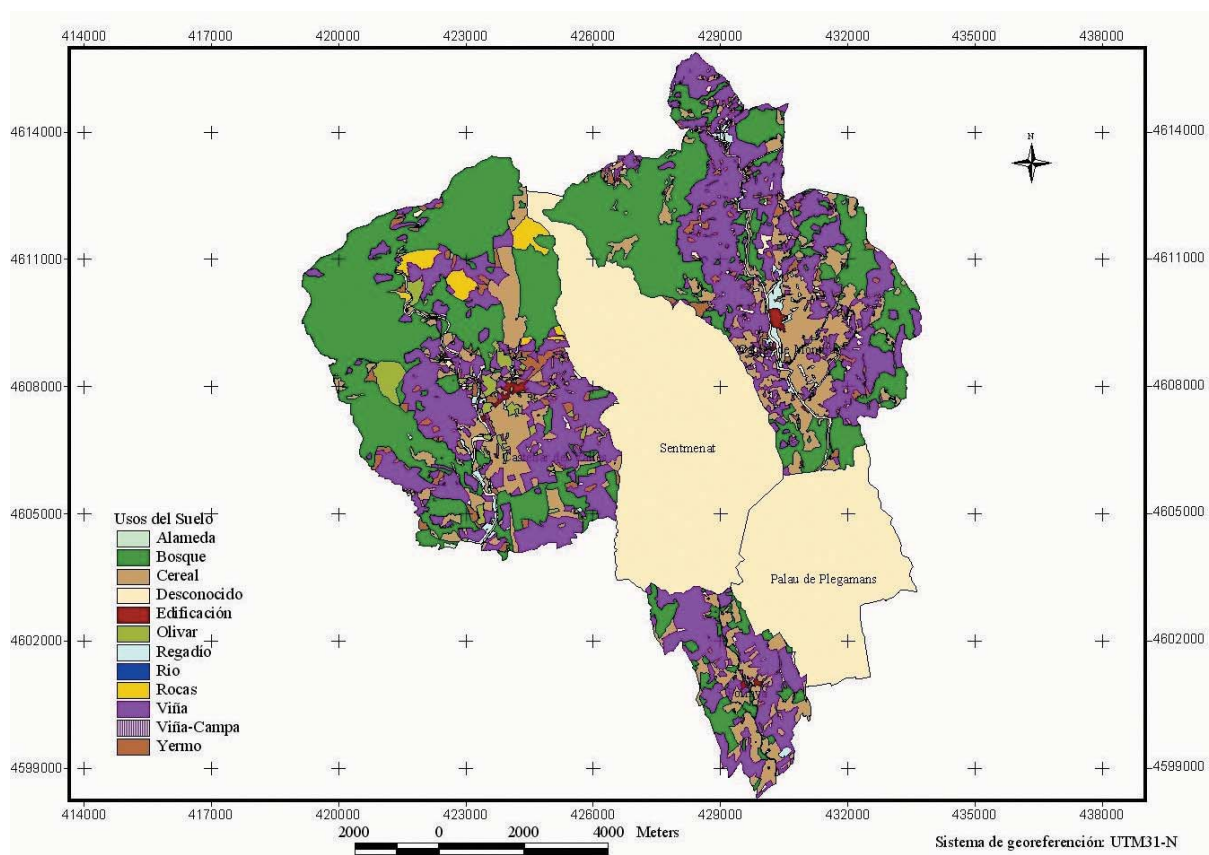 414000 417000 420000 423000 426000 429000 432000 435000 438000
4614000 4614000
N
4611000 4611000
4608000 4608000
Sentmenat
4605000 4605000
Usos del Suelo
Alameda
Bosque
Cereal
Desconocido
Edificación
Olivar
Regadio
Rio
Rocas
Viña
Viña-Campa
Yermo
Palau de Plegamans
4602000 4602000
4599000 4599000
414000 417000 420000 423000 426000 429000 432000 435000 438000
2000 0 2000 4000 Meters
Sistema de georeferención: UTM31-N